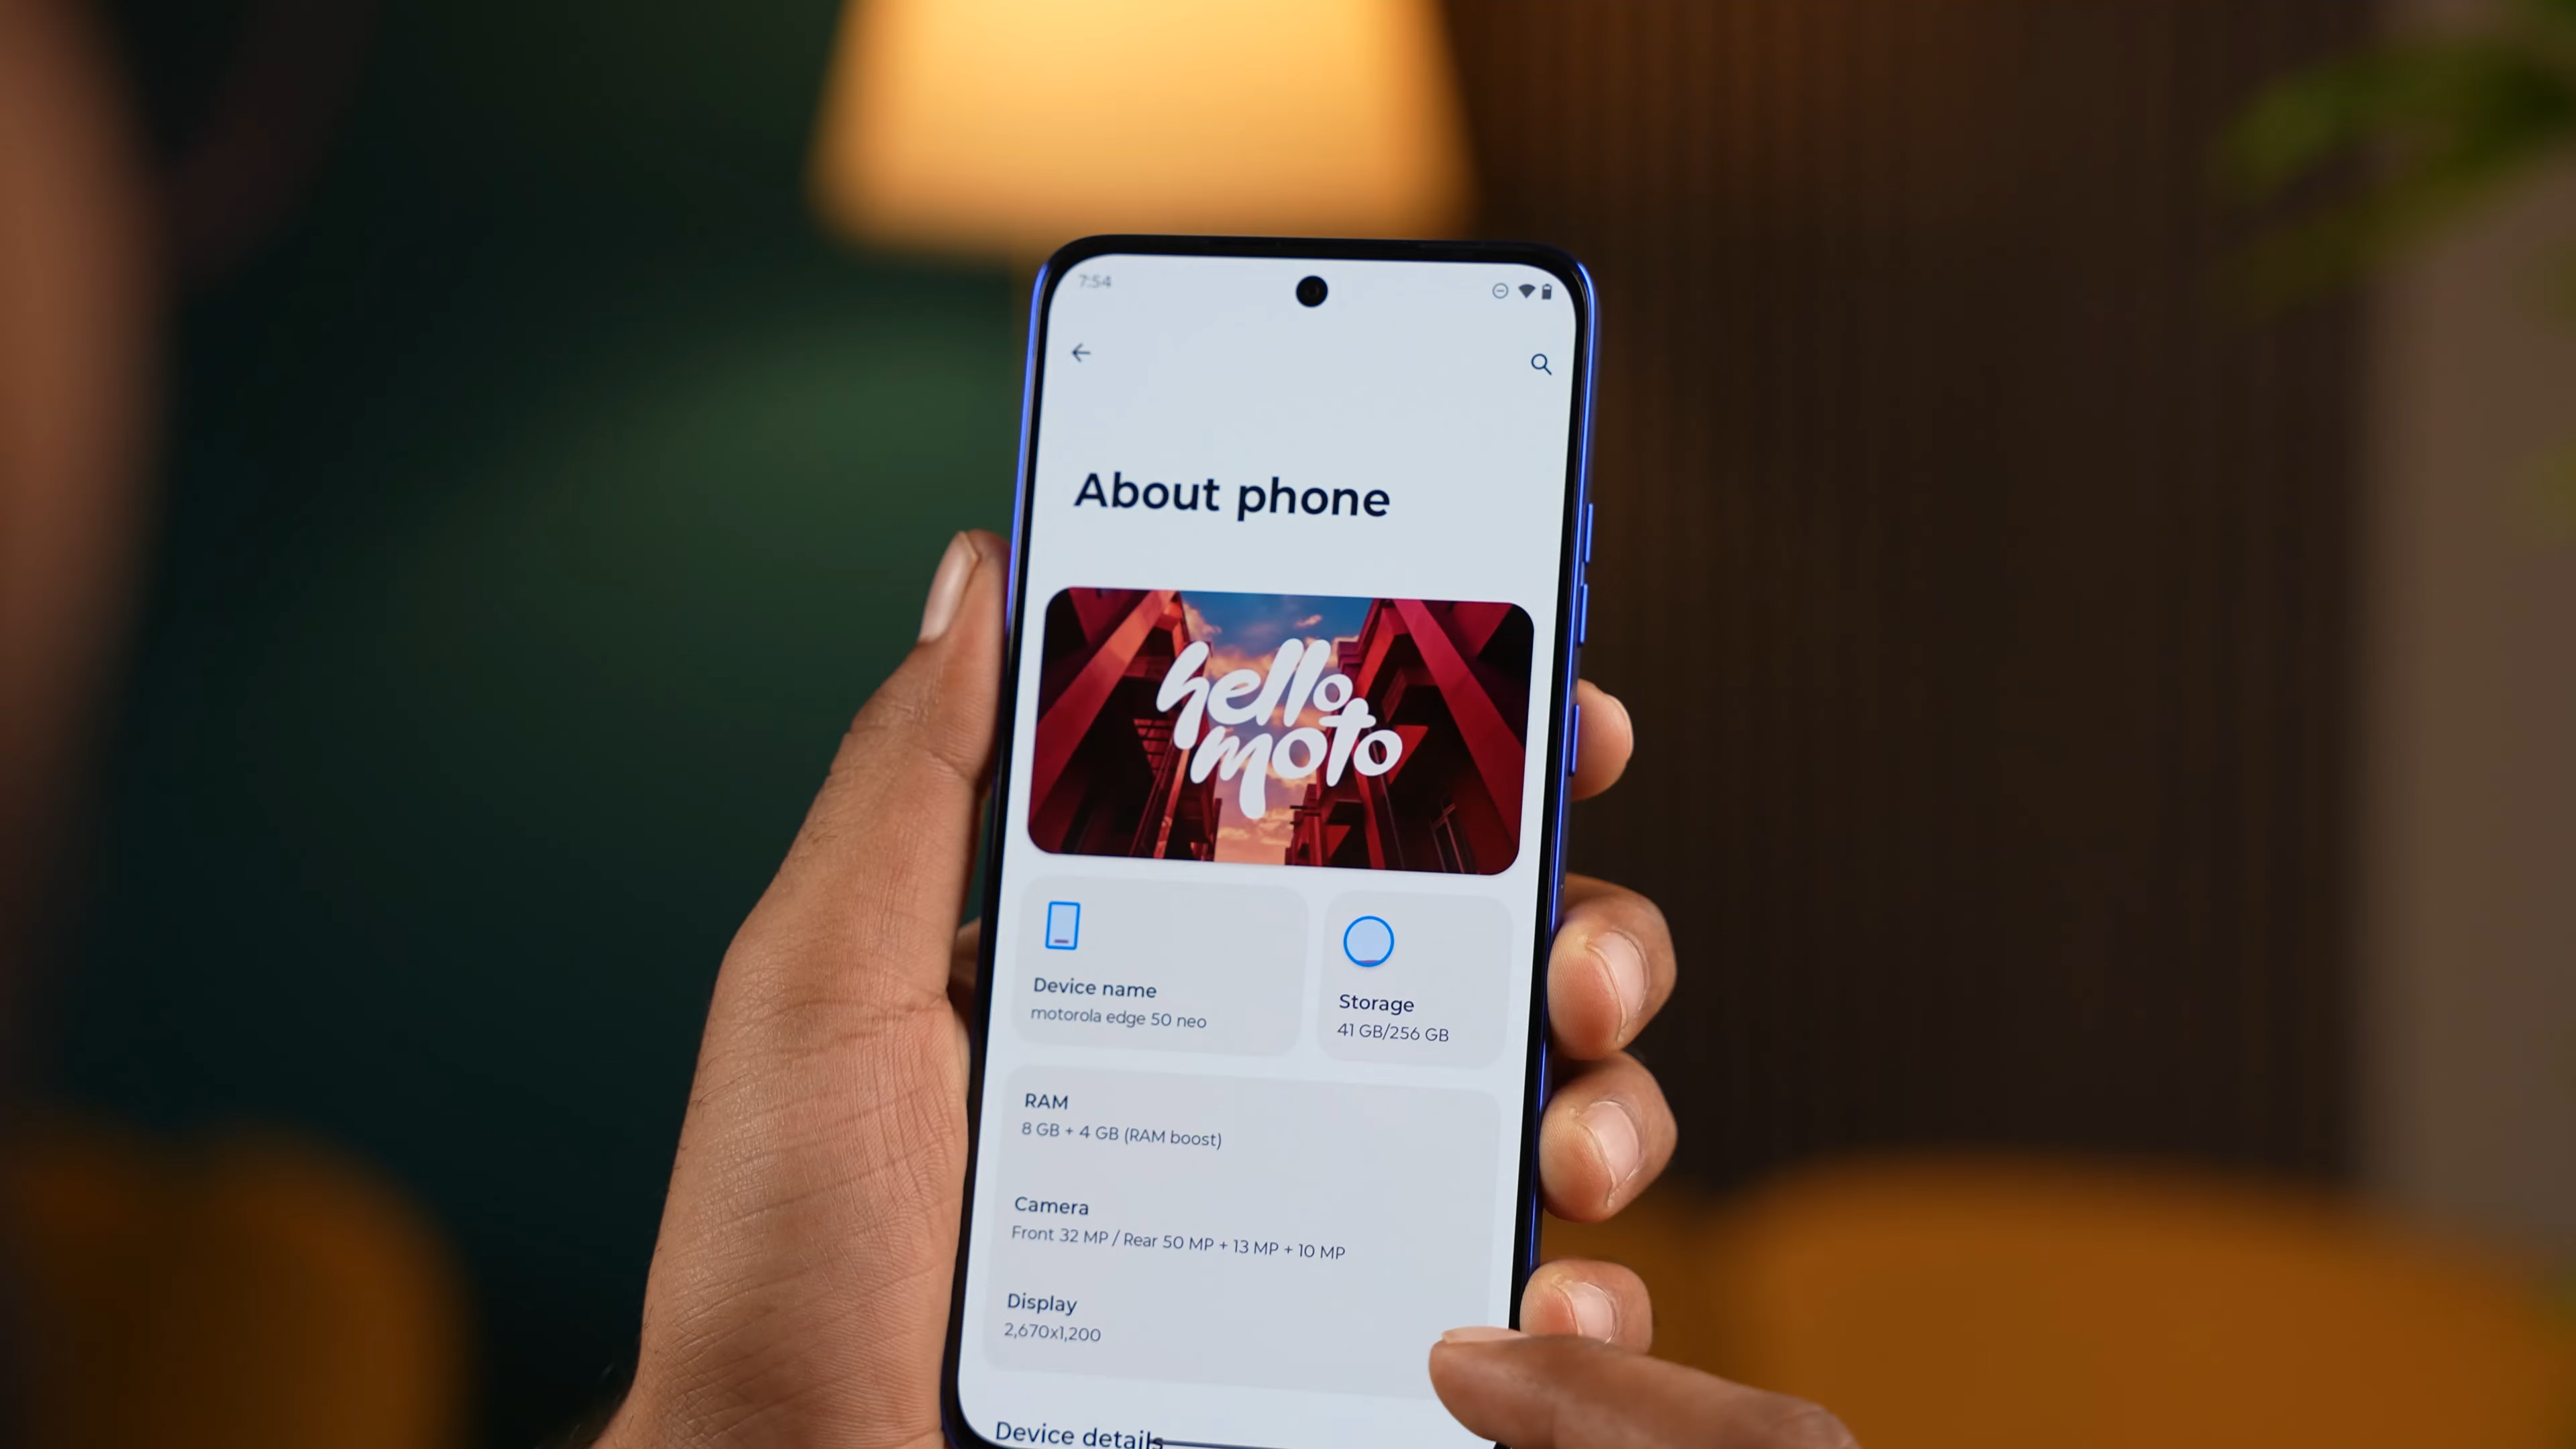 7:54
About phone
hello
moto
Device name
motorola edge 50 neo
Storage
41 GB/256 GB
RAM
8 GB + 4 GB (RAM boost)
Camera
Front 32 MP / Rear 50 MP + 13 MP + 10 MP
Display
2,670x1,200
Device details